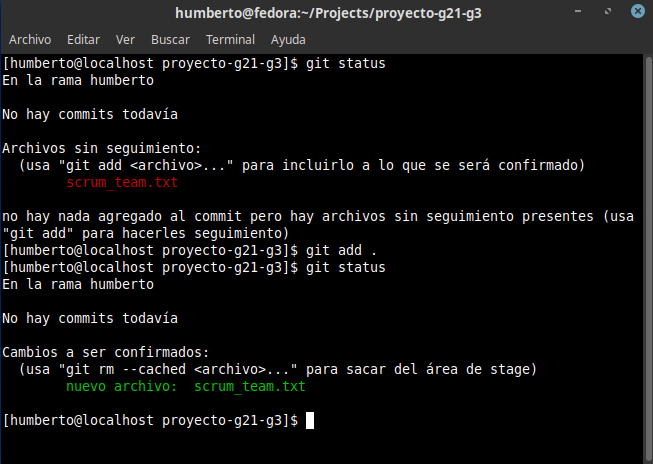 humberto@fedora:~/Projects/proyecto-g21-g3
Archivo Editar Ver Buscar Terminal Ayuda
[humberto@localhost proyecto-g21-g3]$ git status
En la rama humberto
No hay commits todavía
Archivos sin seguimiento:
(usa "git add <archivo>..." para incluirlo a lo que se será confirmado)
scrum_team.txt
no hay nada agregado al commit pero hay archivos sin seguimiento presentes (usa
"git add" para hacerles seguimiento)
[humberto@localhost proyecto-g21-g3]$ git add .
[humberto@localhost proyecto-g21-g3]$ git status
En la rama humberto
No hay commits todavía
Cambios a ser confirmados:
(usa "git rm --cached <archivo>..." para sacar del área de stage)
nuevo archivo: scrum_team.txt
[humberto@localhost proyecto-g21-g3]$